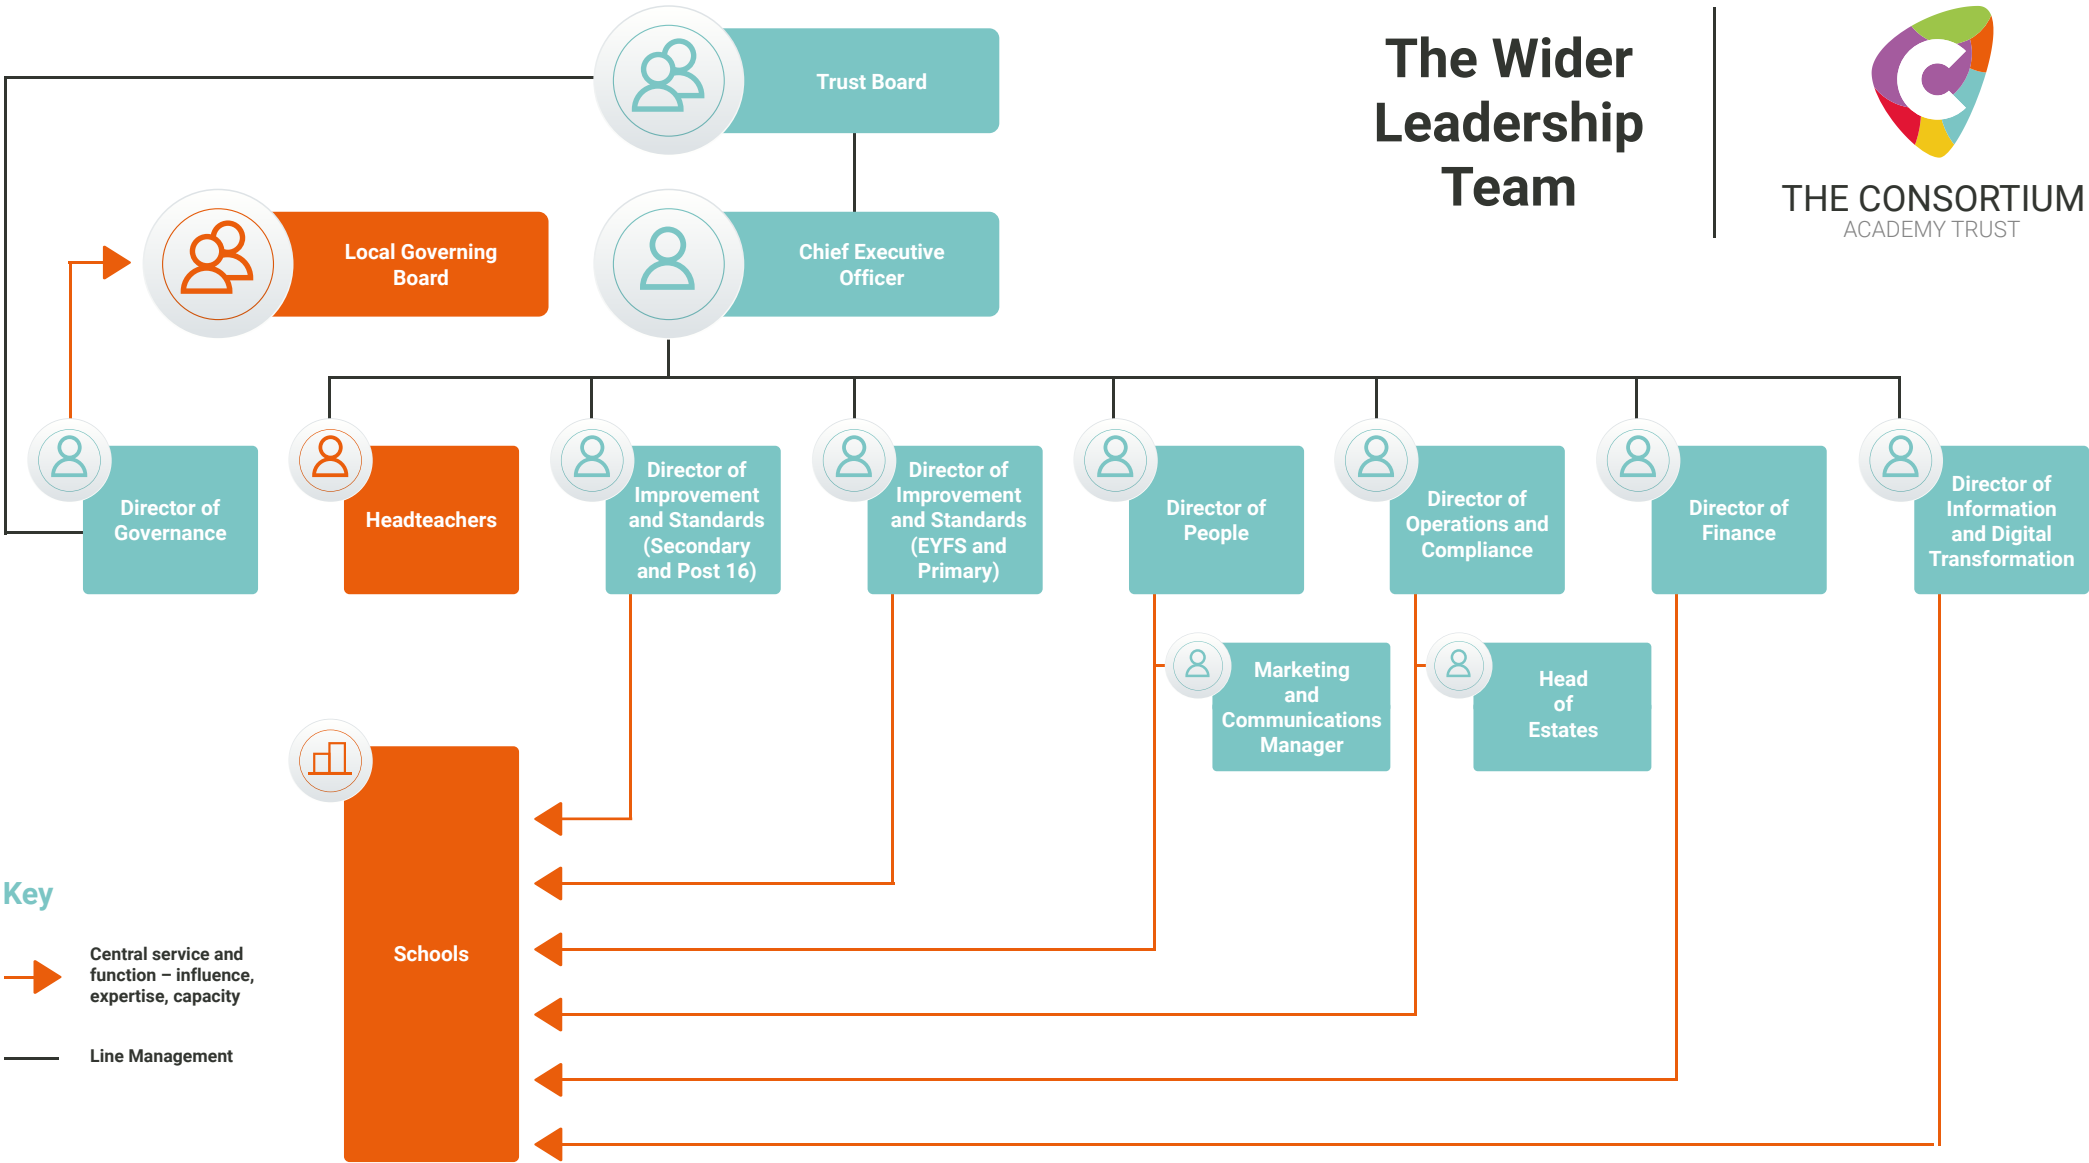 The Wider
Leadership
Team
THE CONSORTIUM
ACADEMY TRUST
Trust Board
Local Governing
Board
Chief Executive
Officer
Director of
Governance
Headteachers
Director of
Improvement
and Standards
(Secondary
and Post 16)
Director of
Improvement
and Standards
(EYFS and
Primary)
Director of
People
Director of
Operations and
Compliance
Director of
Finance
Director of
Information
and Digital
Transformation
Marketing
and
Communications
Manager
Head
of
Estates
Schools
Key
Central service and
function – influence,
expertise, capacity
Line Management